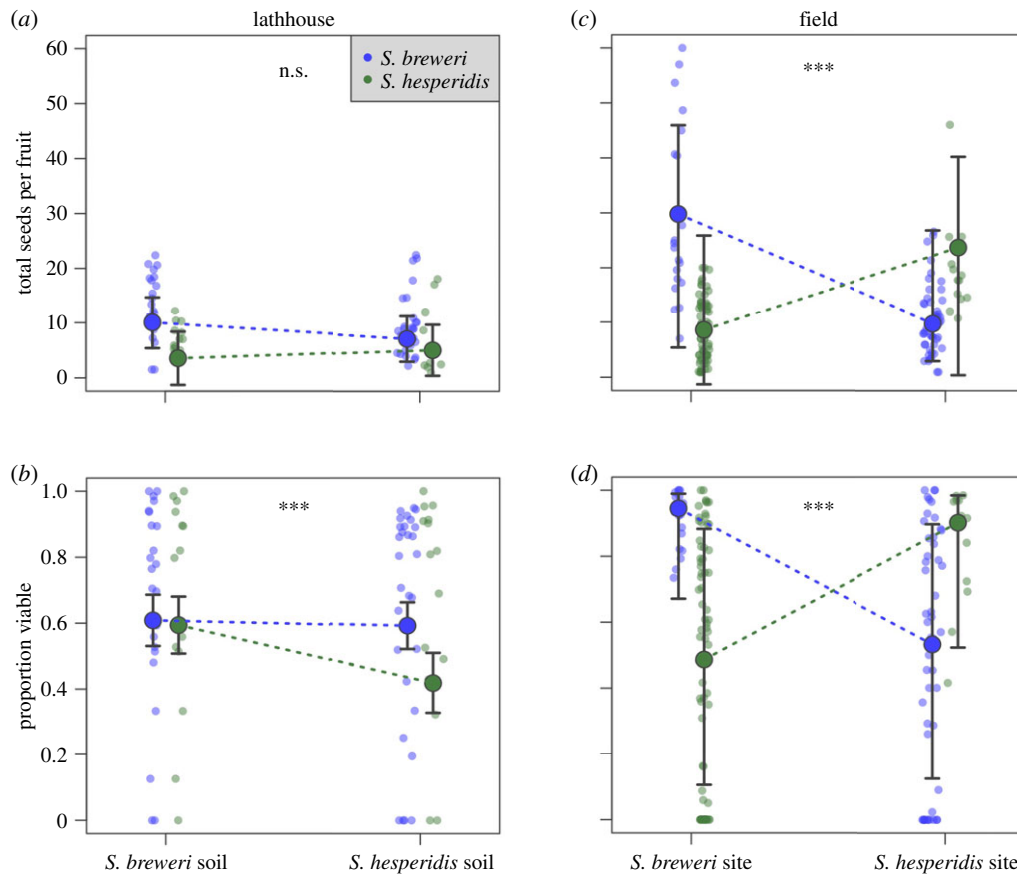 (a) lathhouse
total seeds per fruit
60
50
40
30
20
10
0
n.s.
S. breweri
S. hesperidis
(c) field
***
(b)
proportion viable
1.0
0.8
0.6
0.4
0.2
0
***
S. breweri soil
S. hesperidis soil
(d)
***
S. breweri site
S. hesperidis site